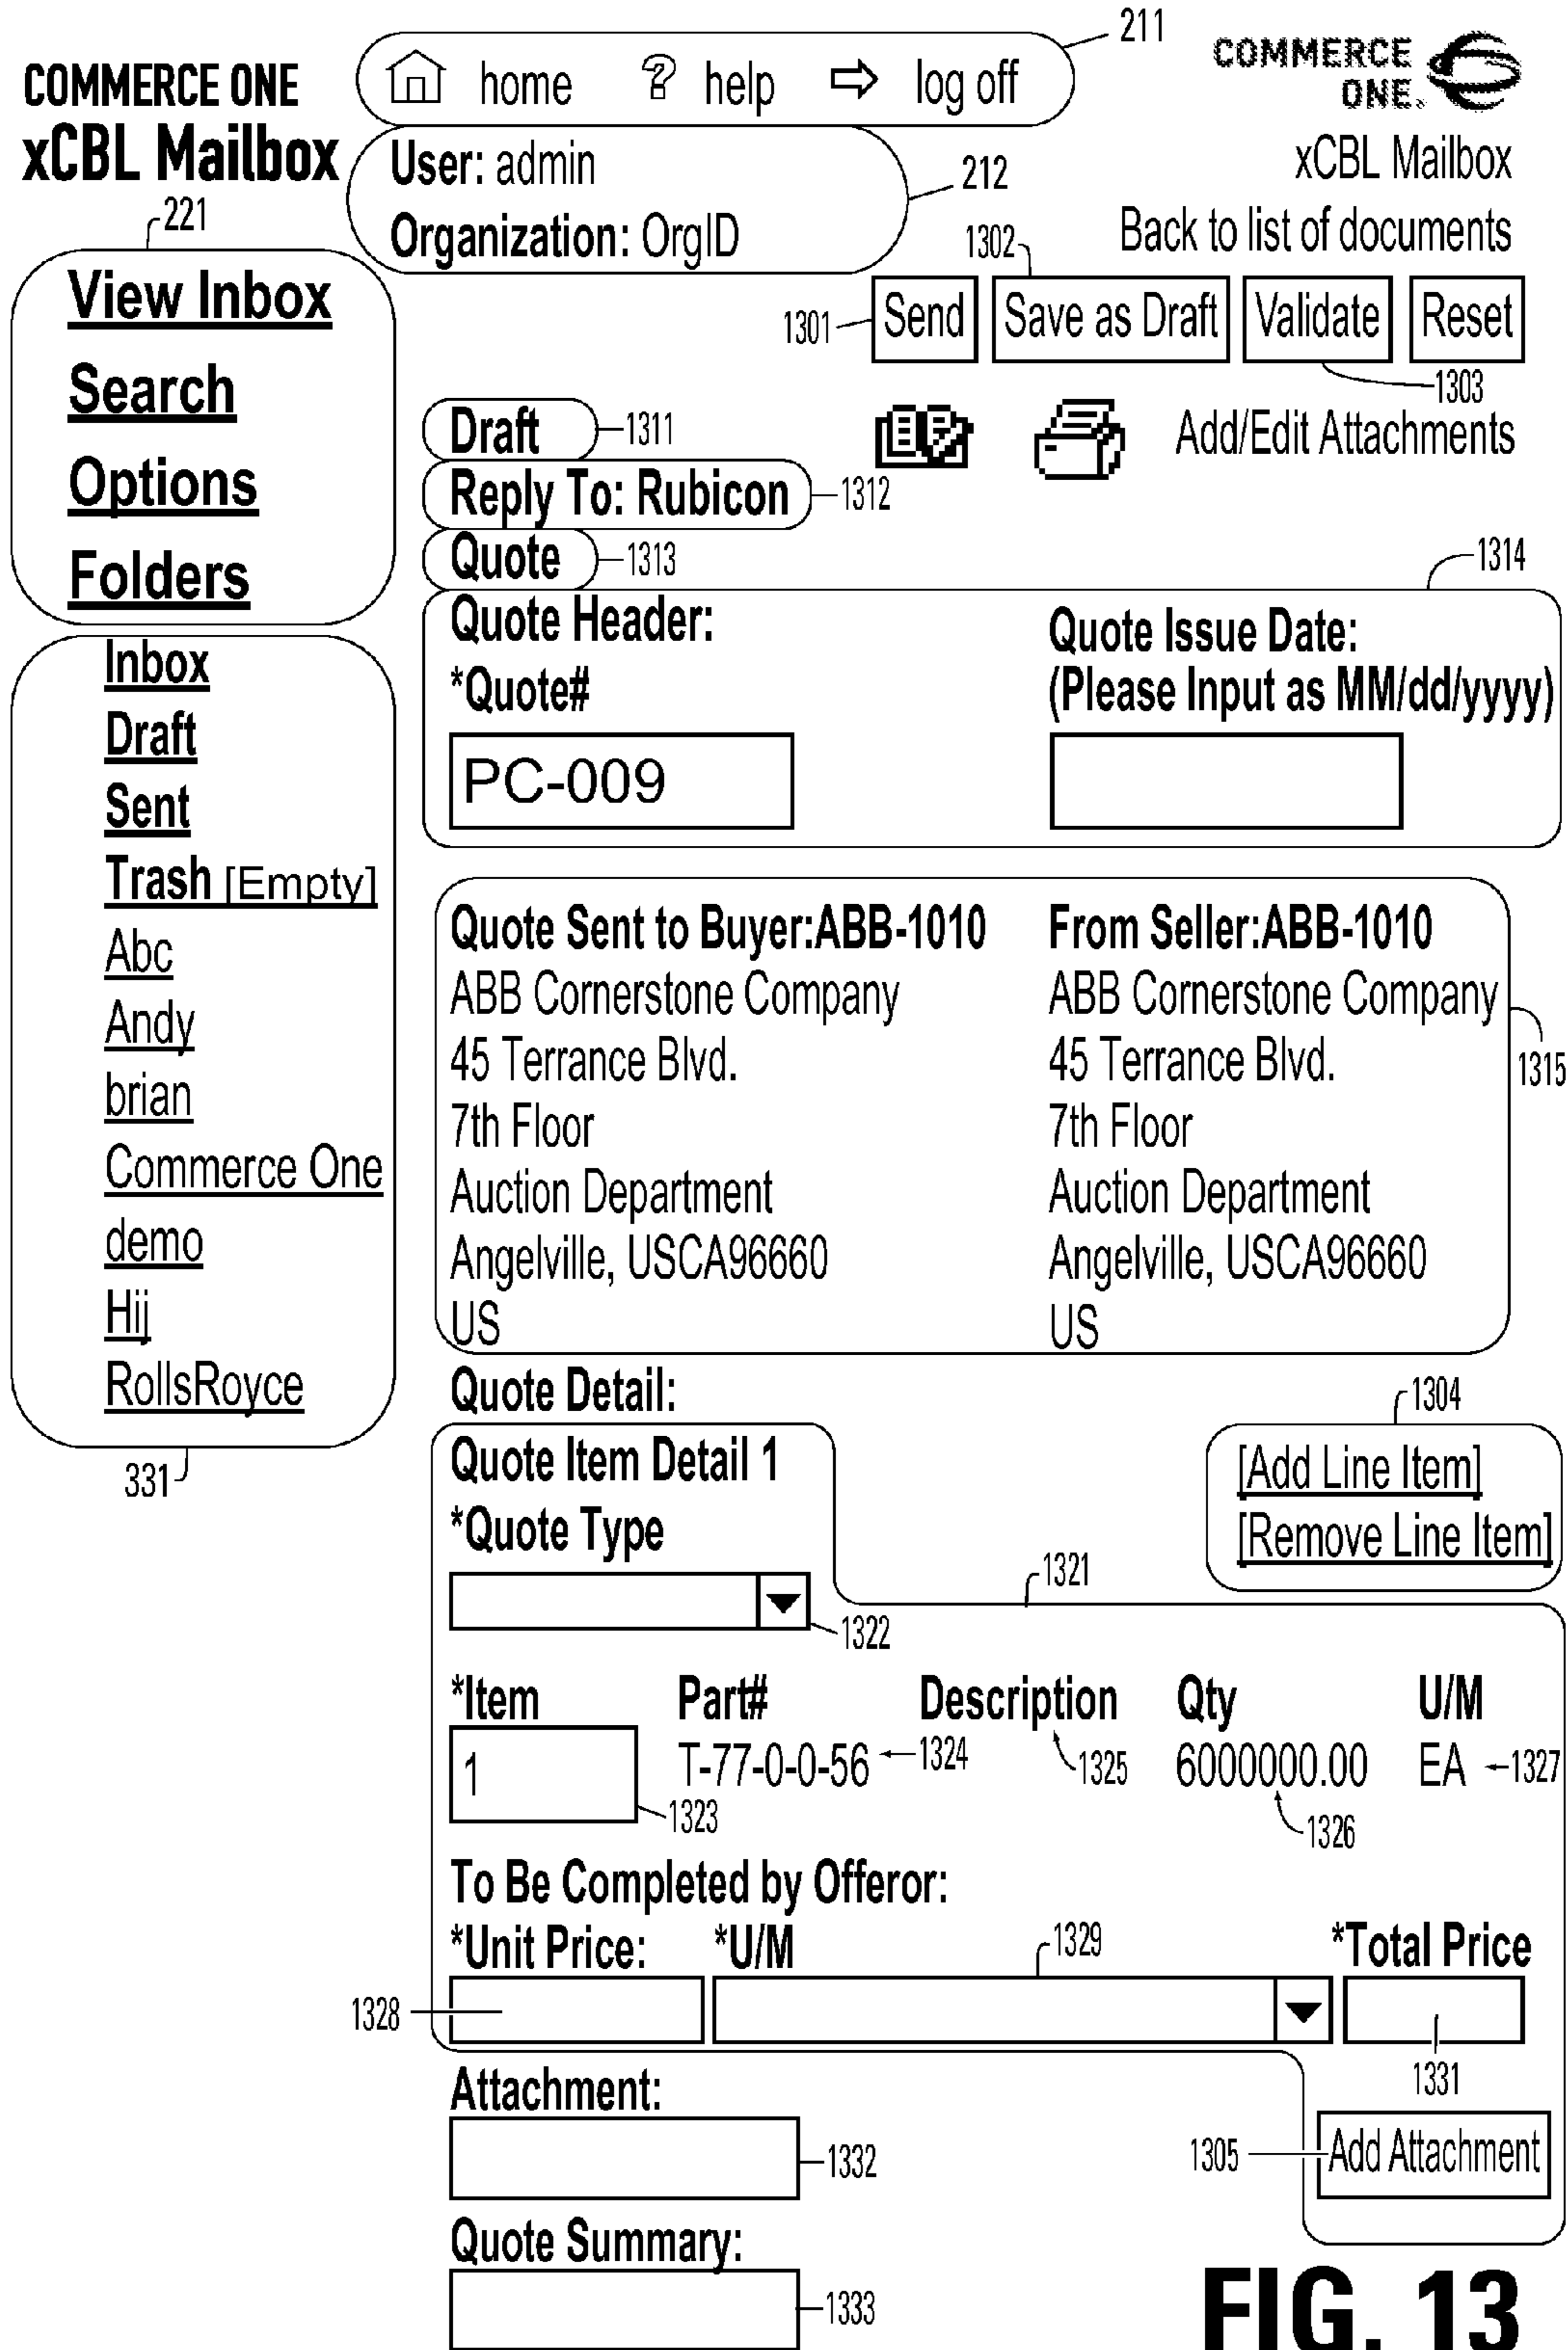 211
COMMERCE ONE
xCBL Mailbox
home ? help log off
COMMERCE
ONE.
xCBL Mailbox
User: admin
Organization: OrgID
212
221
Back to list of documents
1302
1301
Send Save as Draft Validate Reset
1303
View Inbox
Search
Options
Folders
Draft 1311
Add/Edit Attachments
Reply To: Rubicon 1312
Quote 1313
1314
Quote Header:
*Quote#
PC-009
Quote Issue Date:
(Please Input as MM/dd/yyyy)
Inbox
Draft
Sent
Trash [Empty]
Abc
Andy
brian
Commerce One
demo
Hij
RollsRoyce
331
Quote Sent to Buyer:ABB-1010
ABB Cornerstone Company
45 Terrance Blvd.
7th Floor
Auction Department
Angelville, USCA96660
US
From Seller:ABB-1010
ABB Cornerstone Company
45 Terrance Blvd.
7th Floor
Auction Department
Angelville, USCA96660
US
1315
Quote Detail:
1304
Quote Item Detail 1
[Add Line Item]
[Remove Line Item]
*Quote Type
1321
1322
*Item Part# Description Qty U/M
1 T-77-0-0-56 1324 1325 6000000.00 EA 1327
1323
1326
To Be Completed by Offeror:
*Unit Price: *U/M 1329 *Total Price
1328
1331
Attachment:
1332
1305 Add Attachment
Quote Summary:
1333
FIG. 13